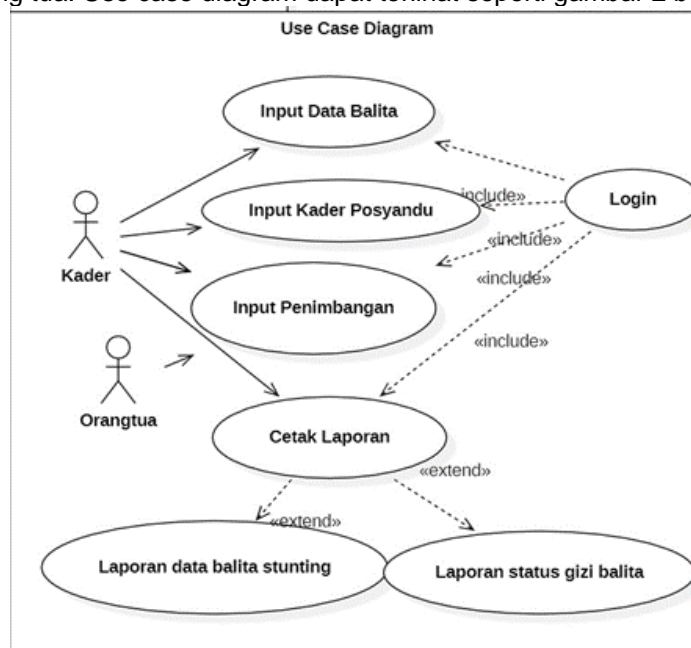 Use Case Diagram
Input Data Balita
include»
Login
Input Kader Posyandu
«include»
Kader
«include»
Input Penimbangan
«include»
Orangtua
Cetak Laporan
«extend»
«extend»
Laporan data balita stunting
Laporan status gizi balita